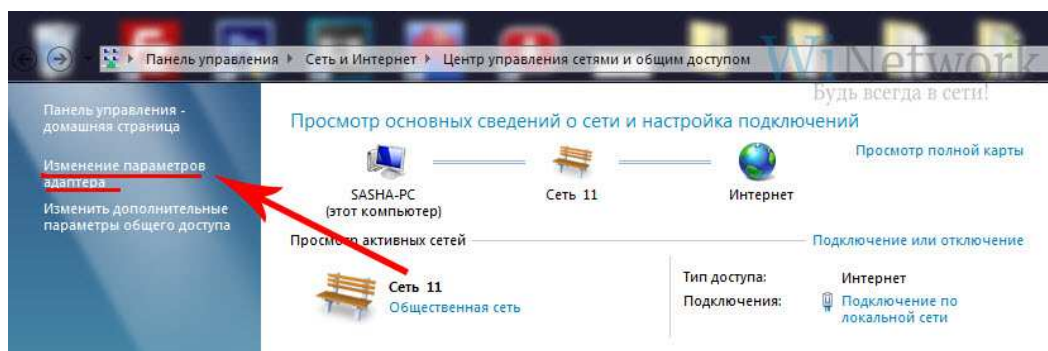 Панель управления ▸ Сеть и Интернет ▸ Центр управления сетями и общим доступом
WiNetwork
Будь всегда в сети!
Панель управления -
домашняя страница
Изменение параметров
адаптера
Изменить дополнительные
параметры общего доступа
Просмотр основных сведений о сети и настройка подключений
Просмотр полной карты
SASHA-PC
(этот компьютер)
Сеть 11
Интернет
Просмотр активных сетей
Подключение или отключение
Сеть 11
Общественная сеть
Тип доступа: Интернет
Подключения: Подключение по
локальной сети